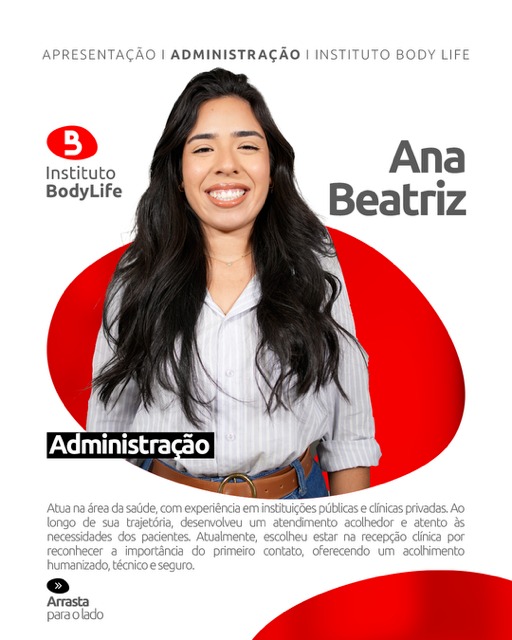 APRESENTAÇÃO I ADMINISTRAÇÃO I INSTITUTO BODY LIFE
B
Instituto
BodyLife
Ana
Beatriz
Administração
Atua na área da saúde, com experiência em instituições públicas e clínicas privadas. Ao
longo de sua trajetória, desenvolveu um atendimento acolhedor e atento às
necessidades dos pacientes. Atualmente, escolheu estar na recepção clínica por
reconhecer a importância do primeiro contato, oferecendo um acolhimento
humanizado, técnico e seguro.
»
Arrasta
para o lado